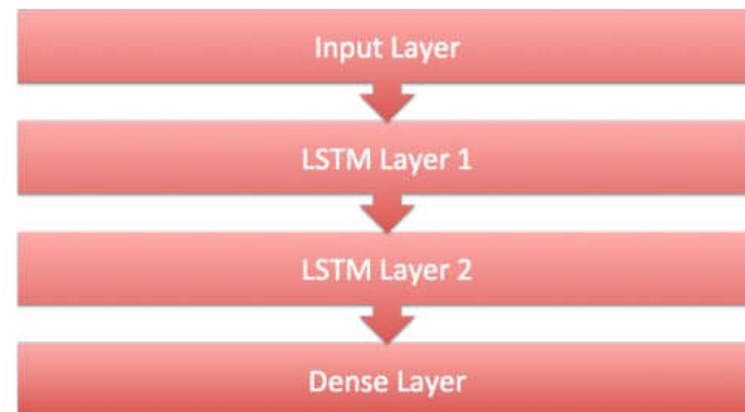 Input Layer
LSTM Layer 1
LSTM Layer 2
Dense Layer